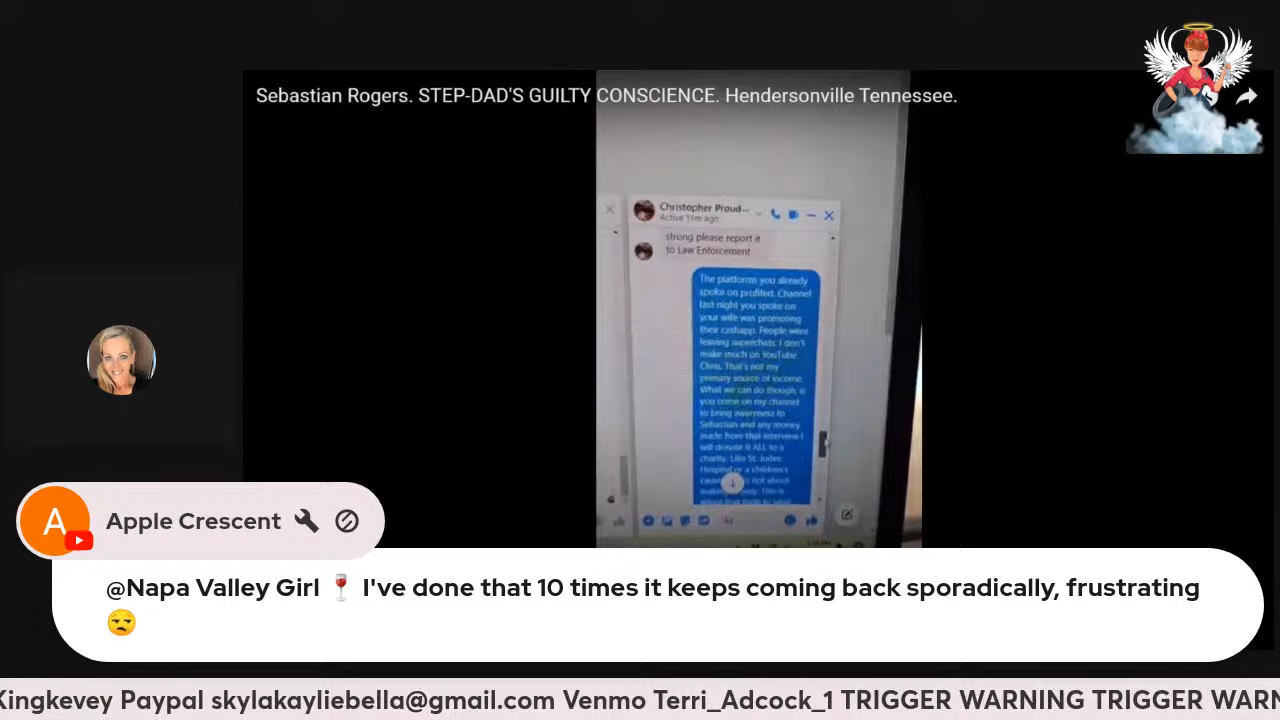 Sebastian Rogers. STEP-DAD'S GUILTY CONSCIENCE. Hendersonville Tennessee.
Christopher Proud...
Active 15m ago
strong please report it
to Law Enforcement
The platforms you already
spoke on profited. Channel
last night you spoke on
your wife was promoting
their cashapp. People were
leaving superchats. I don't
make much on YouTube
Chris. That's not my
primary source of income.
What we can do though, is
you come on my channel
to bring awareness to
Sebastian and any money
made from that interview I
will donate it ALL to a
charity. Like St. Judes
Hospital or a children's
not about
Aa
A Apple Crescent
@Napa Valley Girl 🍷 I've done that 10 times it keeps coming back sporadically, frustrating
😒
Kingkevey Paypal skylakayliebella@gmail.com Venmo Terri_Adcock_1 TRIGGER WARNING TRIGGER WARN